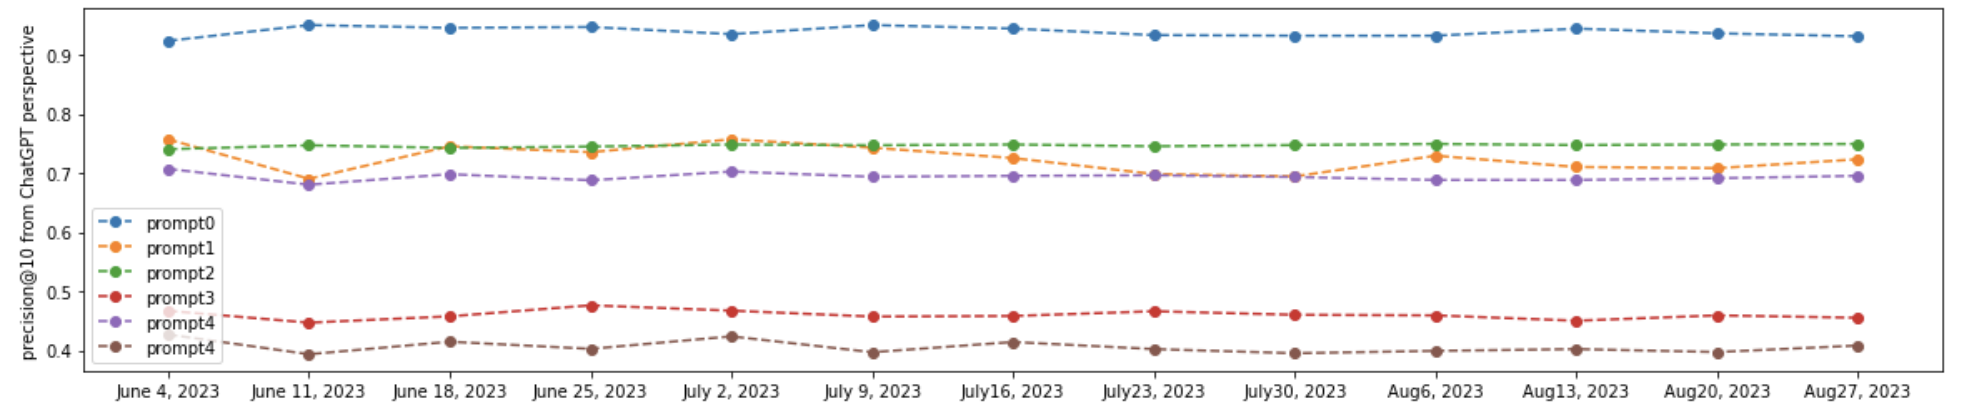 precision@10 from ChatGPT perspective
0.9
0.8
0.7
0.6
0.5
0.4
prompt0
prompt1
prompt2
prompt3
prompt4
prompt4
June 4, 2023
June 11, 2023
June 18, 2023
June 25, 2023
July 2, 2023
July 9, 2023
July16, 2023
July23, 2023
July30, 2023
Aug6, 2023
Aug13, 2023
Aug20, 2023
Aug27, 2023